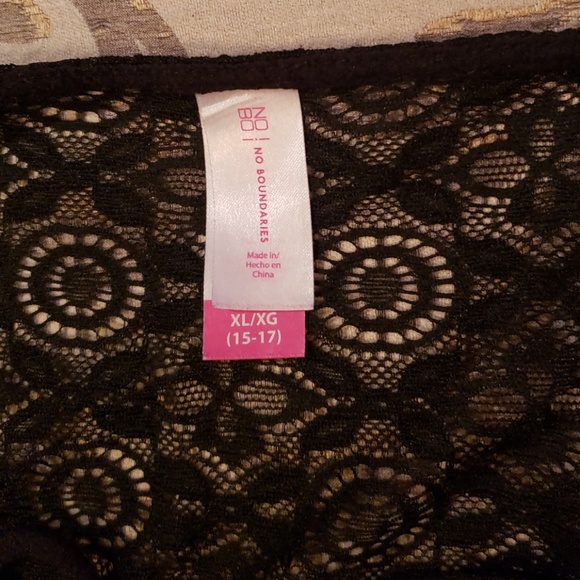 NO!
BO!
NO BOUNDARIES
Made in/
Hecho en
China
XL/XG
(15-17)